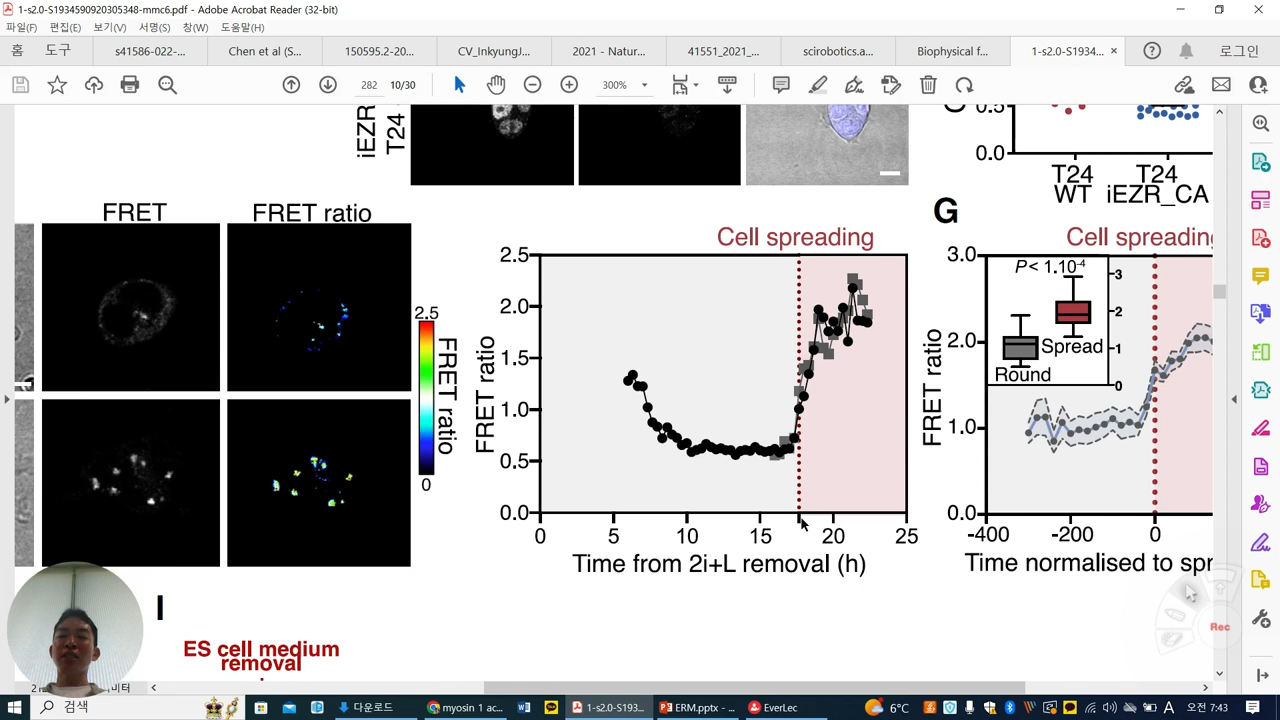 1-s2.0-S1934590920305348-mmc6.pdf - Adobe Acrobat Reader (32-bit)
파일(F) 편집(E) 보기(V) 서명(S) 창(W) 도움말(H)
홈 도구 s41586-022-... Chen et al (S... 150595.2-20... CV_InkyungJ... 2021 - Natur... 41551_2021_... scirobotics.a... Biophysical f... 1-s2.0-S1934... × 로그인
282 10/30 300%
iEZR
T24
0.5
0.0
T24 T24
WT iEZR_CA
FRET FRET ratio
2.5
FRET ratio
0
Cell spreading
2.5
2.0
1.5
1.0
0.5
0.0
FRET ratio
0 5 10 15 20 25
Time from 2i+L removal (h)
G
Cell spreading
3.0
2.0
1.0
0.0
FRET ratio
P < 1.10-4
3
2
1
0
Spread
Round
-400 -200 0
Time normalised to spr
I
ES cell medium
removal
Rec
검색 다운로드 myosin 1 ac... 1-s2.0-S193... ERM.pptx - ... EverLec 6°C A 오전 7:43